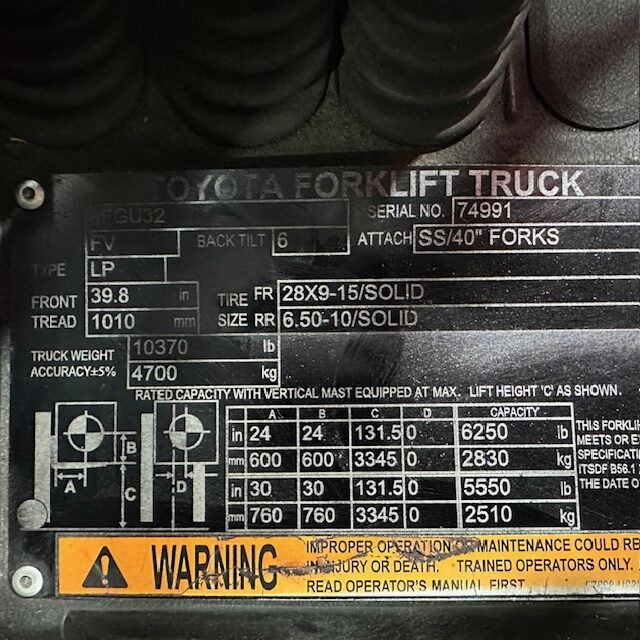 TOYOTA FORKLIFT TRUCK
SERIAL NO. 74991
FV BACK TILT 6 ATTACH SS/40" FORKS
TYPE LP
FRONT TREAD 39.8 in 1010 mm
TIRE SIZE FR 28X9-15/SOLID
RR 6.50-10/SOLID
TRUCK WEIGHT 10370 lb
ACCURACY±5% 4700 kg
RATED CAPACITY WITH VERTICAL MAST EQUIPPED AT MAX. LIFT HEIGHT 'C' AS SHOWN.
A B C D CAPACITY
in 24 24 131.5 0 6250 lb
mm 600 600 3345 0 2830 kg
in 30 30 131.5 0 5550 lb
mm 760 760 3345 0 2510 kg
B
A C D
THIS
MEETS OR
ITSDF B56.1
THE DATE OF
WARNING
IMPROPER OPERATION OR MAINTENANCE COULD
INJURY OR DEATH. TRAINED OPERATORS ONLY.
READ OPERATOR'S MANUAL FIRST.